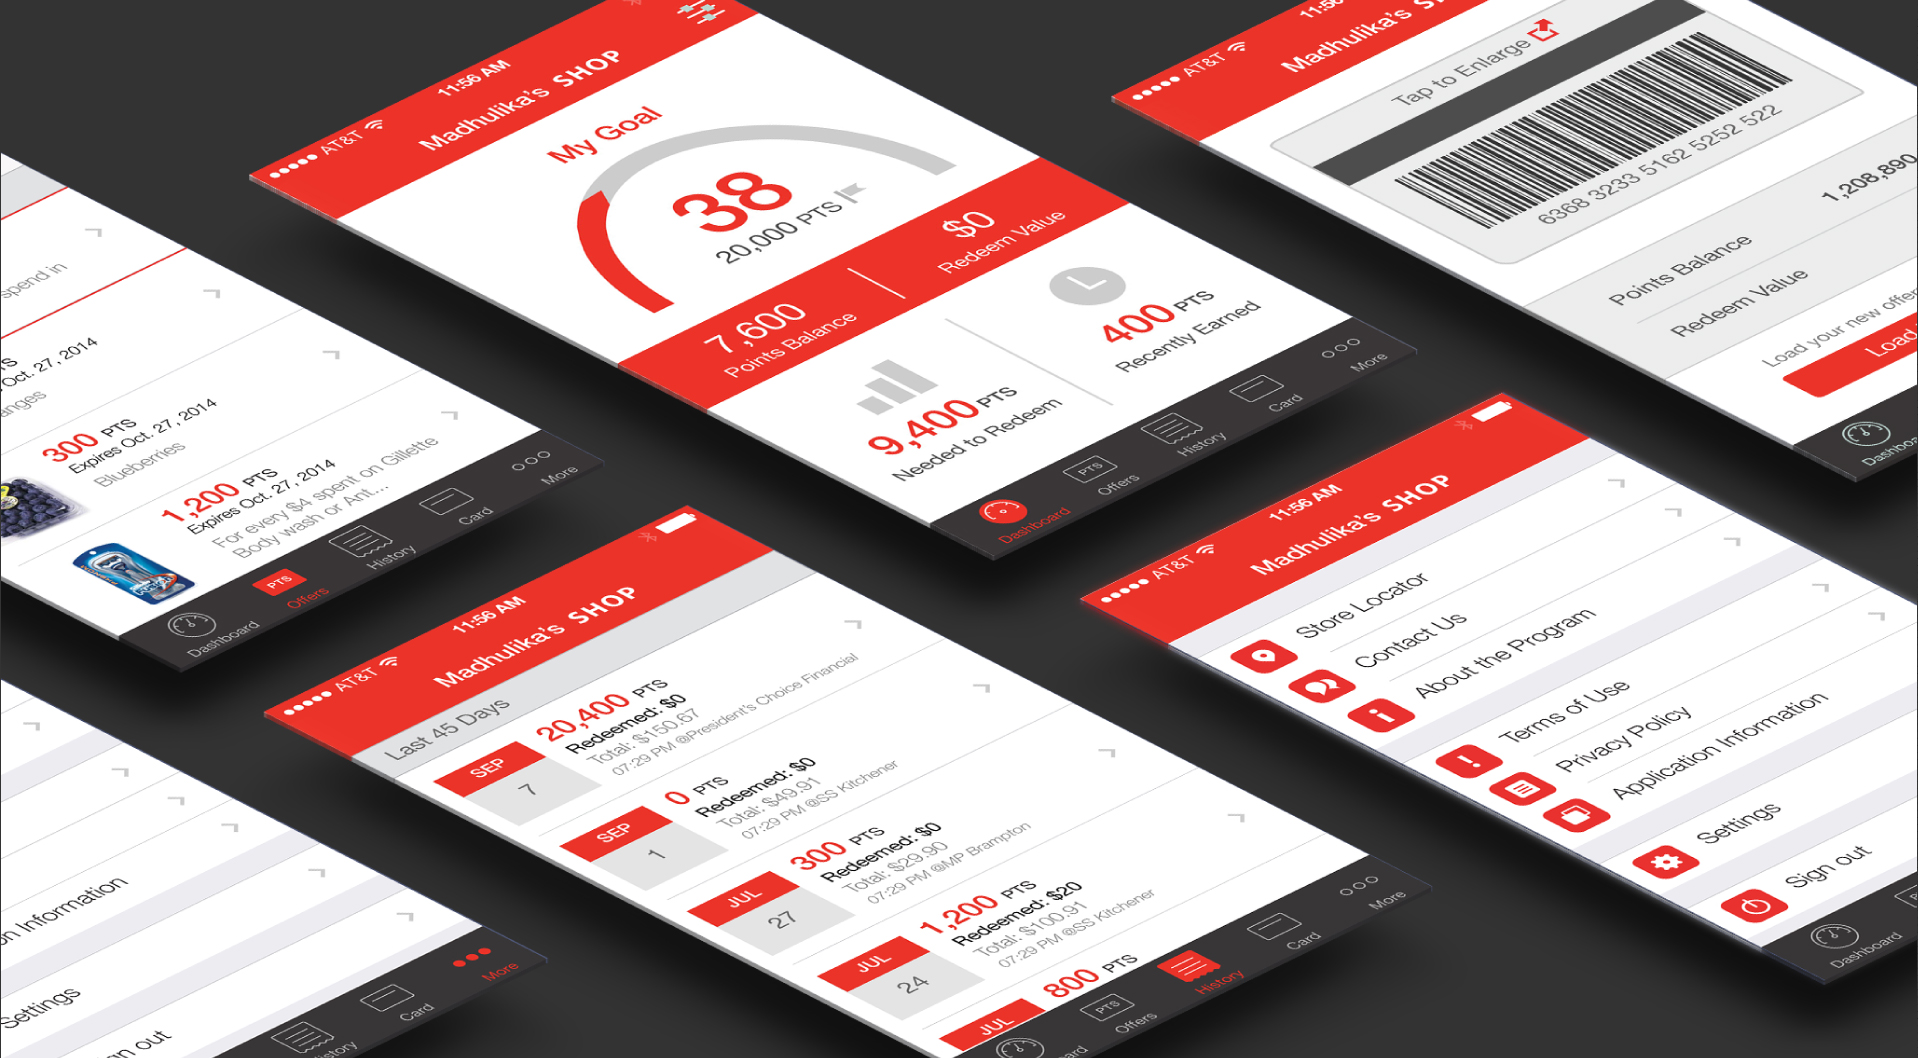 spend in
TS
Oct. 27, 2014
anges
300 PTS
Expires Oct. 27, 2014
Blueberries
1,200 PTS
Expires Oct. 27, 2014
For every $4 spent on Gillette
Body wash or Ant...
Dashboard
PTS
Offers
History
Card
More
AT&T
11:56 AM
Madhulika's SHOP
My Goal
38
20,000 PTS
7,600
Points Balance
$0
Redeem Value
9,400 PTS
Needed to Redeem
400 PTS
Recently Earned
Dashboard
PTS
Offers
History
Card
More
AT&T
11:56
Madhulika's S
Tap to Enlarge
6368 3233 5162 5252 522
Points Balance
1,208,890
Redeem Value
Load your new offer
Load
Dashboa
n Information
Settings
gn out
istory
Card
More
AT&T
11:56 AM
Madhulika's SHOP
Last 45 Days
SEP
7
20,400 PTS
Redeemed: $0
Total: $150.67
07:29 PM @President's Choice Financial
SEP
1
0 PTS
Redeemed: $0
Total: $49.91
07:29 PM @SS Kitchener
JUL
27
300 PTS
Redeemed: $0
Total: $29.90
07:29 PM @MP Brampton
JUL
24
1,200 PTS
Redeemed: $20
Total: $100.91
07:29 PM @SS Kitchener
JUL
800 PTS
board
PTS
Offers
History
Card
More
AT&T
11:56 AM
Madhulika's SHOP
Store Locator
Contact Us
About the Program
Terms of Use
Privacy Policy
Application Information
Settings
Sign out
Dashboard